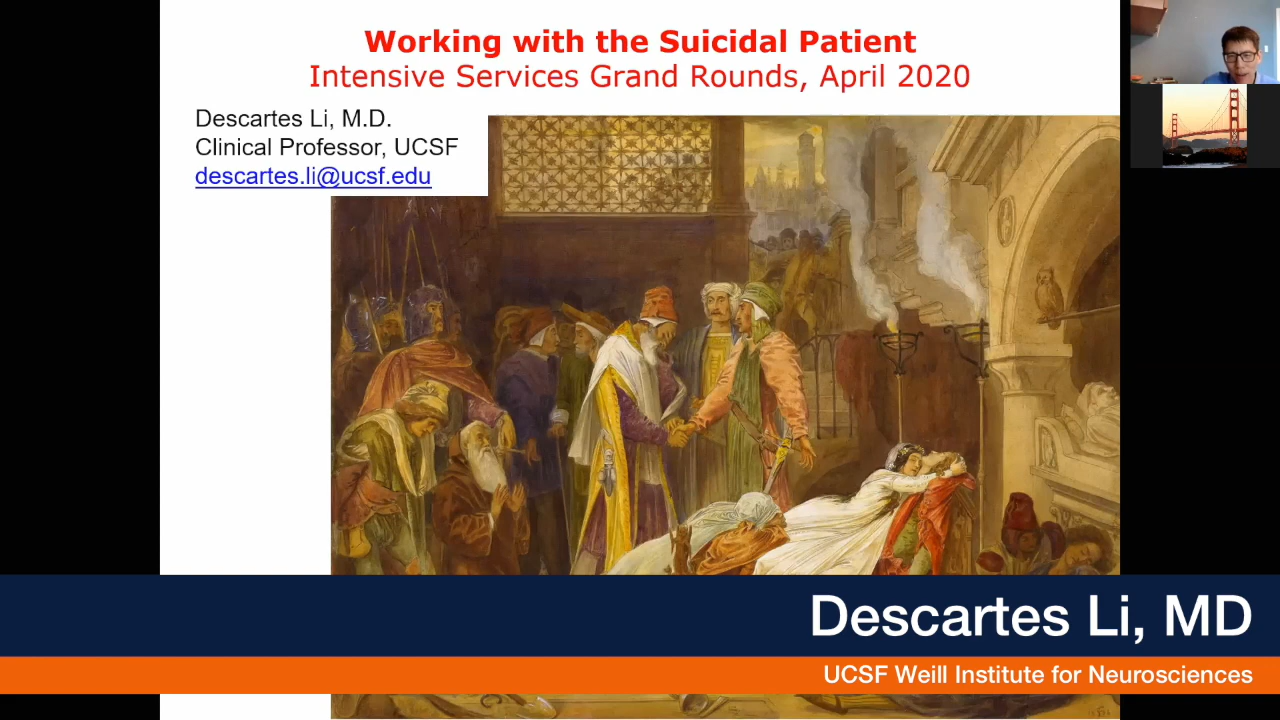 Working with the Suicidal Patient
Intensive Services Grand Rounds, April 2020
Descartes Li, M.D.
Clinical Professor, UCSF
descartes.li@ucsf.edu
Descartes Li, MD
UCSF Weill Institute for Neurosciences